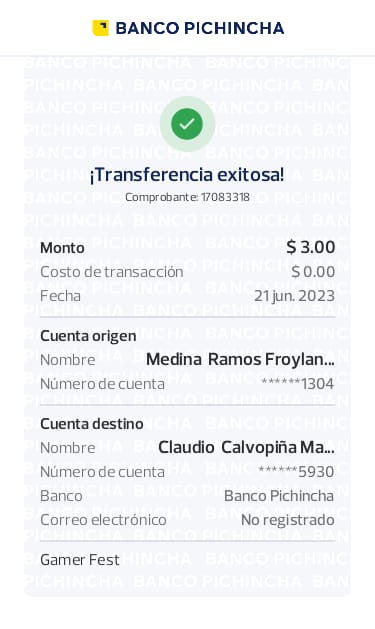 BANCO PICHINCHA
¡Transferencia exitosa!
Comprobante: 17083318
Monto $ 3.00
Costo de transacción $ 0.00
Fecha 21 jun. 2023
Cuenta origen
Nombre Medina Ramos Froylan...
Número de cuenta ******1304
Cuenta destino
Nombre Claudio Calvopiña Ma...
Número de cuenta ******5930
Banco Banco Pichincha
Correo electrónico No registrado
Gamer Fest